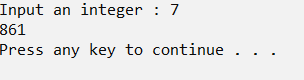 Input an integer : 7
861
Press any key to continue . . .